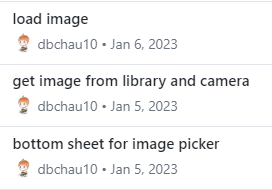 load image
dbchau10 • Jan 6, 2023
get image from library and camera
dbchau10 • Jan 5, 2023
bottom sheet for image picker
dbchau10 • Jan 5, 2023